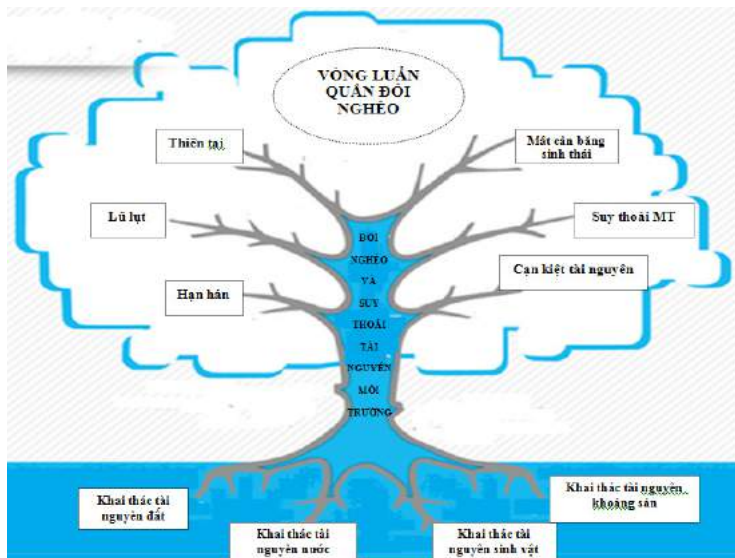 VÒNG LUẨN
QUẨN ĐÓI
NGHÈO
Thiên tai
Mất cân bằng
sinh thái
Lũ lụt
Suy thoái MT
Hạn hán
Cạn kiệt tài nguyên
ĐÓI
NGHÈO
VÀ
SUY
THOÁI
TÀI
NGUYÊN
MÔI
TRƯỜNG
Khai thác tài
nguyên đất
Khai thác tài
nguyên nước
Khai thác tài
nguyên sinh vật
Khai thác tài nguyên
khoáng sản